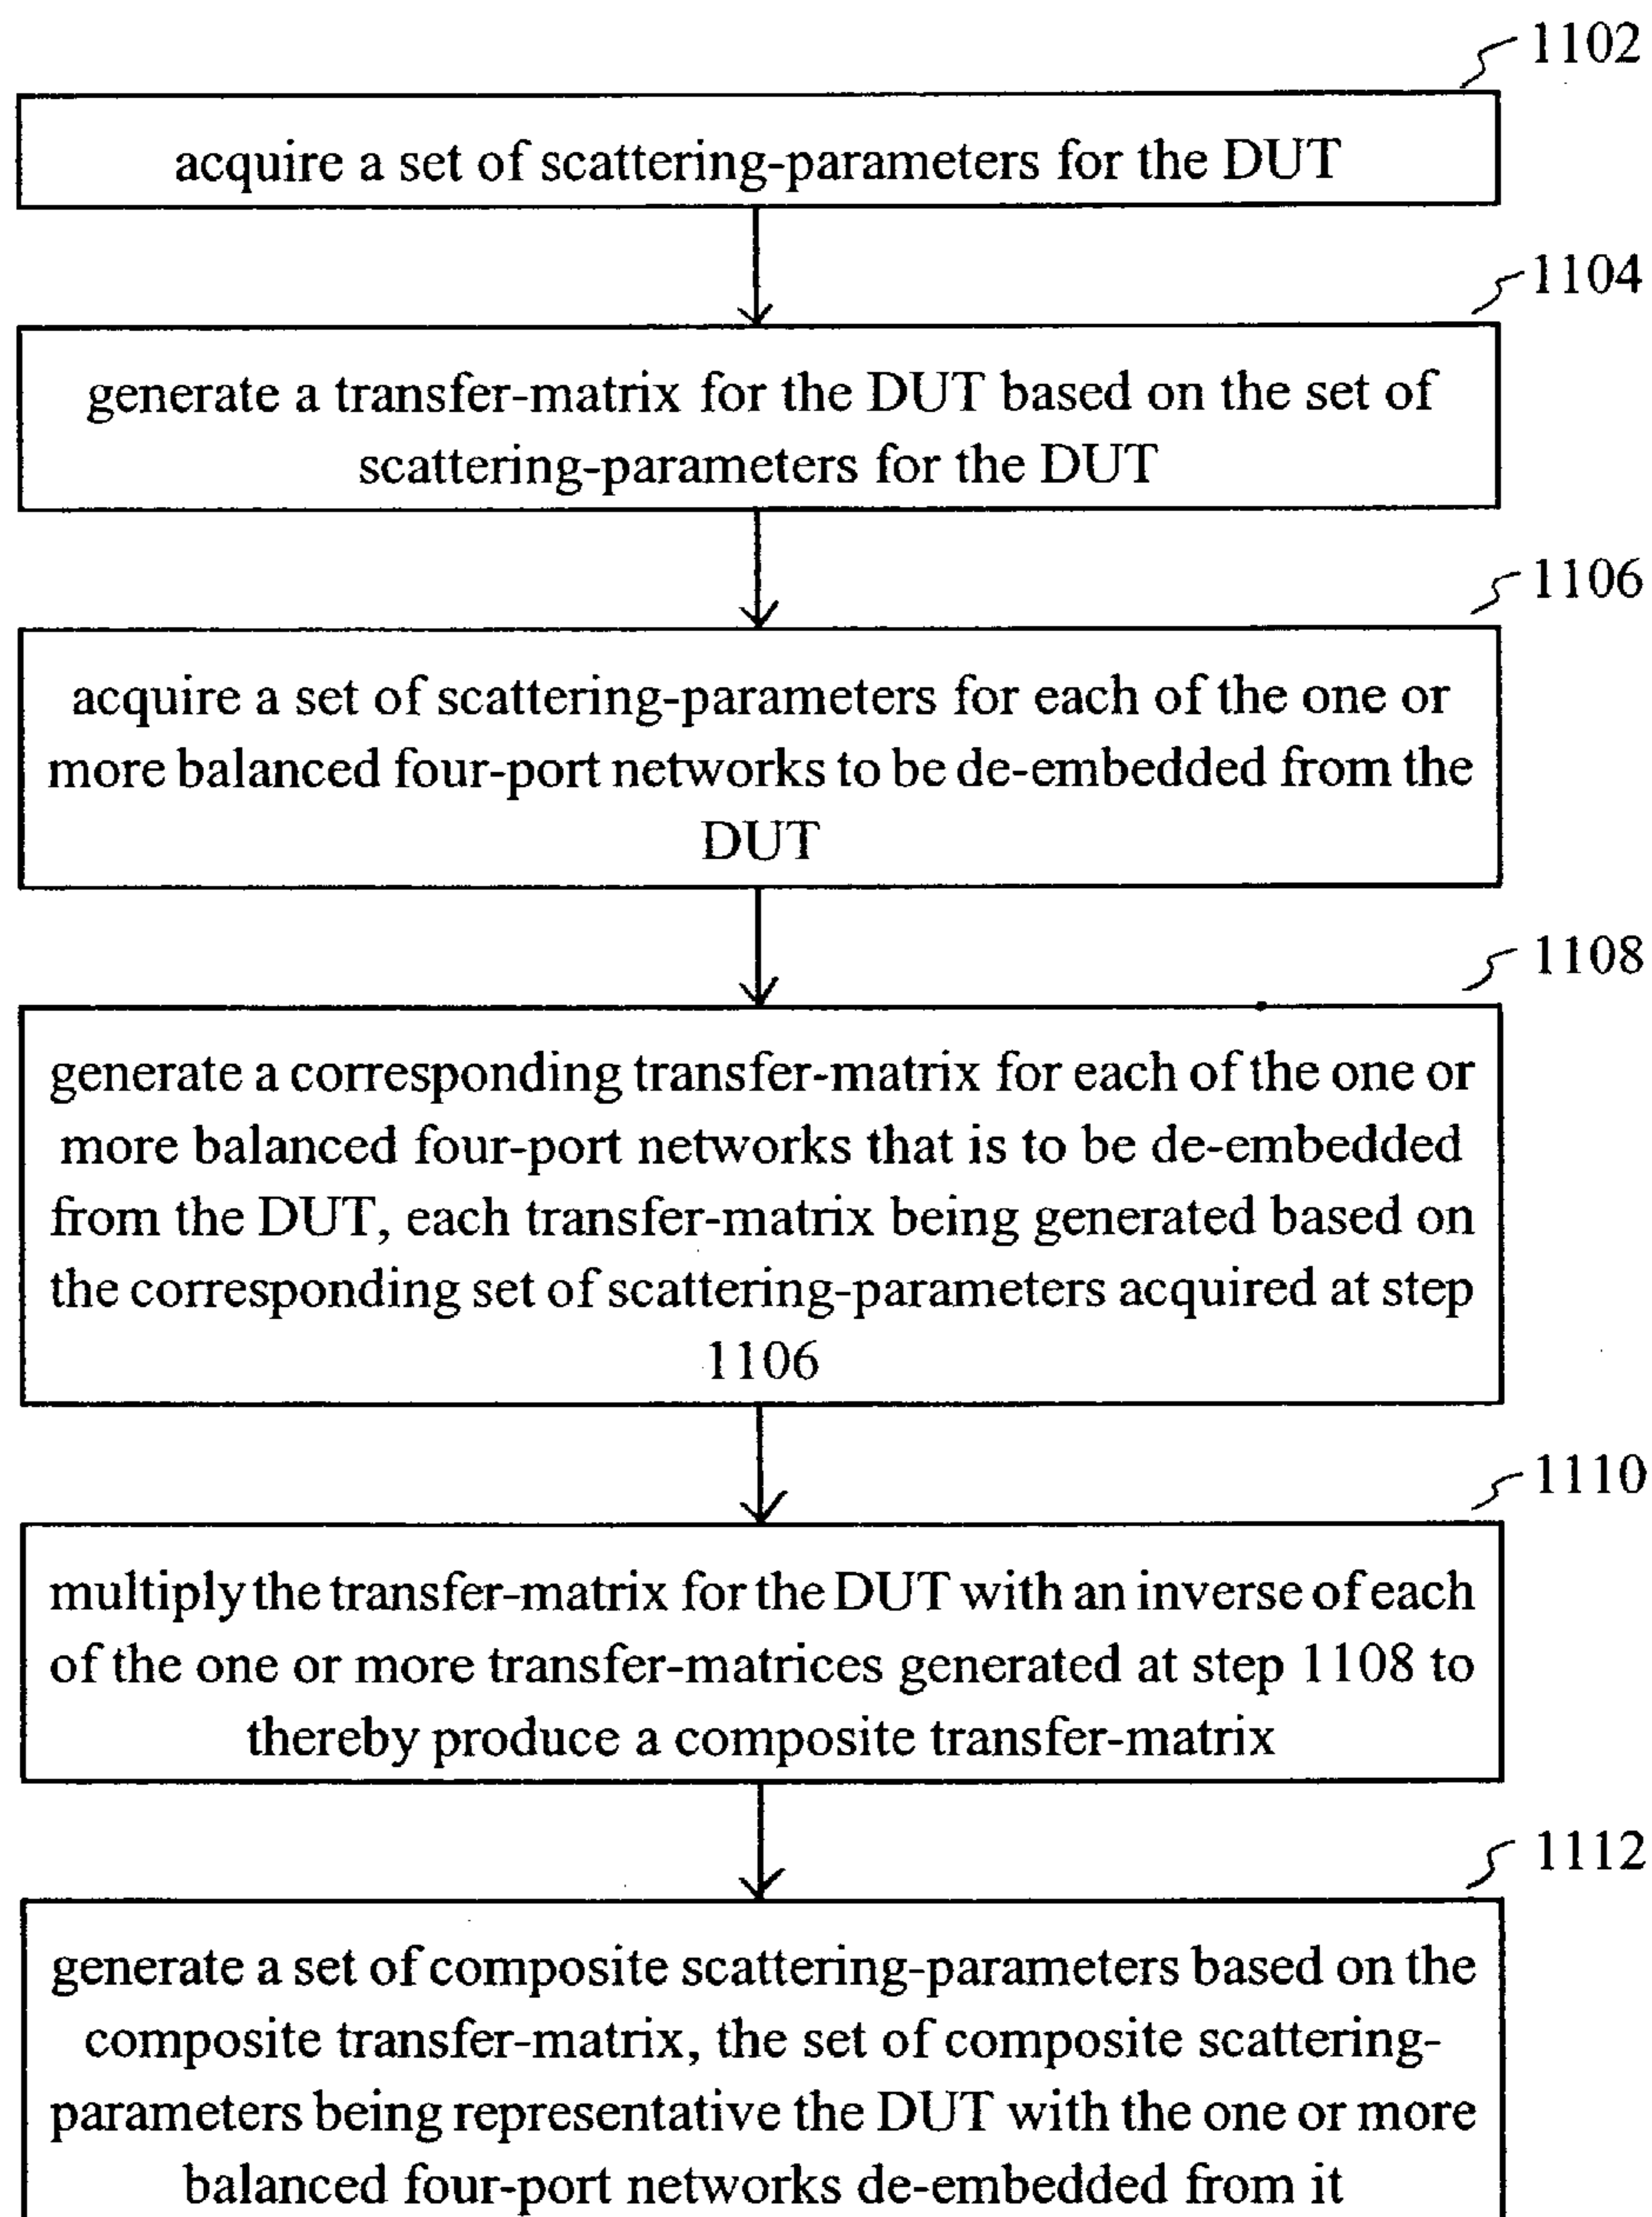 1102
acquire a set of scattering-parameters for the DUT
1104
generate a transfer-matrix for the DUT based on the set of
scattering-parameters for the DUT
1106
acquire a set of scattering-parameters for each of the one or
more balanced four-port networks to be de-embedded from the
DUT
1108
generate a corresponding transfer-matrix for each of the one or
more balanced four-port networks that is to be de-embedded
from the DUT, each transfer-matrix being generated based on
the corresponding set of scattering-parameters acquired at step
1106
1110
multiply the transfer-matrix for the DUT with an inverse of each
of the one or more transfer-matrices generated at step 1108 to
thereby produce a composite transfer-matrix
1112
generate a set of composite scattering-parameters based on the
composite transfer-matrix, the set of composite scattering-
parameters being representative the DUT with the one or more
balanced four-port networks de-embedded from it